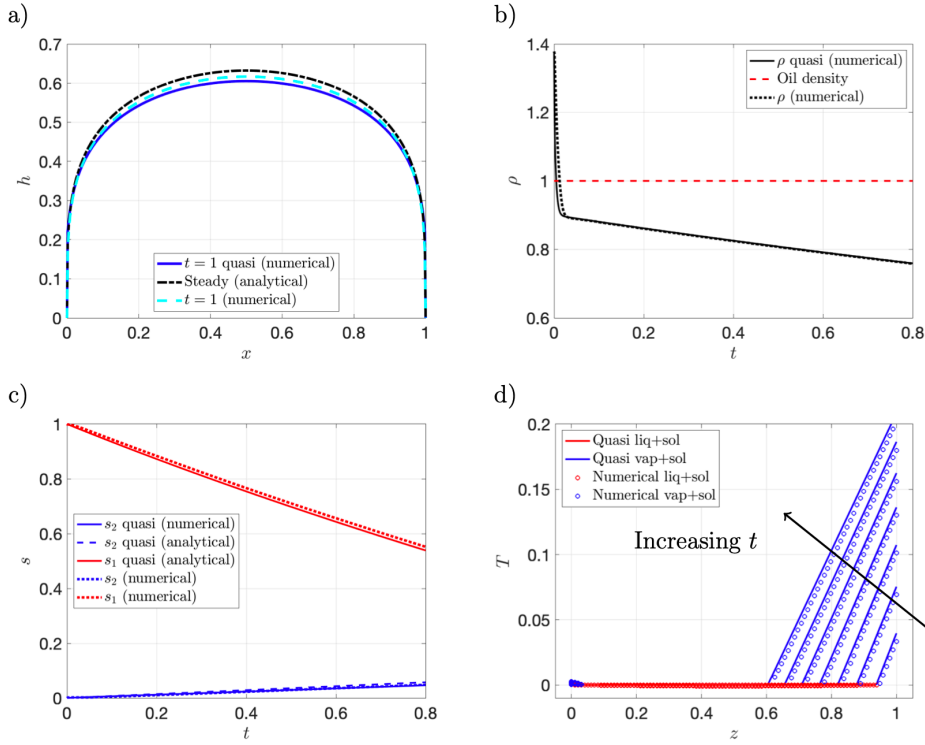 a)
0.7
0.6
0.5
0.4
0.3
0.2
0.1
0
h
t = 1 quasi (numerical)
Steady (analytical)
t = 1 (numerical)
0 0.2 0.4 0.6 0.8 1
x
b)
1.4
1.2
1
0.8
0.6
ρ
ρ quasi (numerical)
Oil density
ρ (numerical)
0 0.2 0.4 0.6 0.8
t
c)
1
0.8
0.6
0.4
0.2
0
s
s₂ quasi (numerical)
s₂ quasi (analytical)
s₁ quasi (analytical)
s₂ (numerical)
s₁ (numerical)
0 0.2 0.4 0.6 0.8
t
d)
0.2
0.15
0.1
0.05
0
T
Quasi liq+sol
Quasi vap+sol
Numerical liq+sol
Numerical vap+sol
Increasing t
0 0.2 0.4 0.6 0.8 1
z